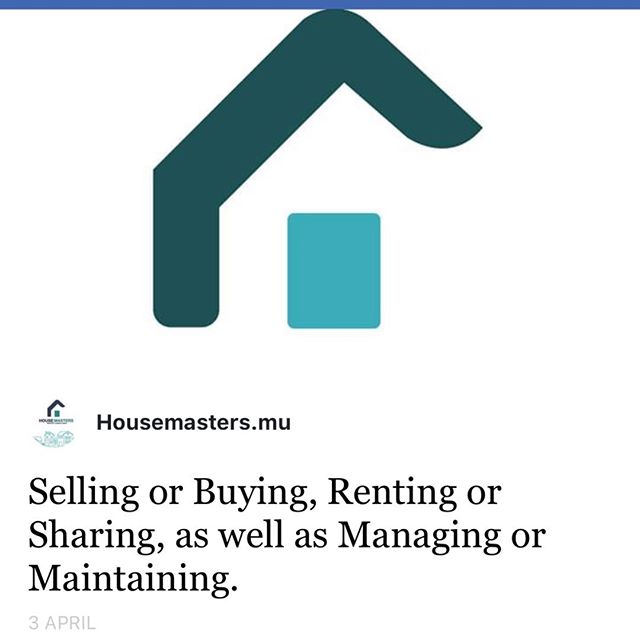 HOUSEMASTERS
Housemasters.mu
Selling or Buying, Renting or
Sharing, as well as Managing or
Maintaining.
3 APRIL